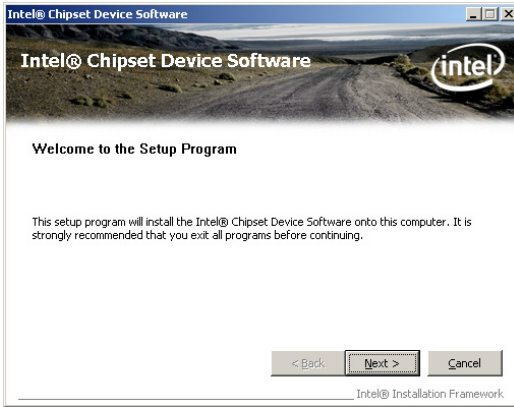 Intel® Chipset Device Software
Intel® Chipset Device Software
intel
Welcome to the Setup Program
This setup program will install the Intel® Chipset Device Software onto this computer. It is
strongly recommended that you exit all programs before continuing.
< Back Next > Cancel
Intel® Installation Framework